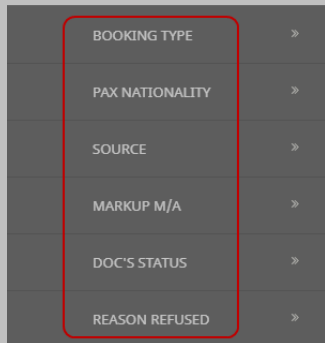 BOOKING TYPE »
PAX NATIONALITY »
SOURCE »
MARKUP M/A »
DOC'S STATUS »
REASON REFUSED »